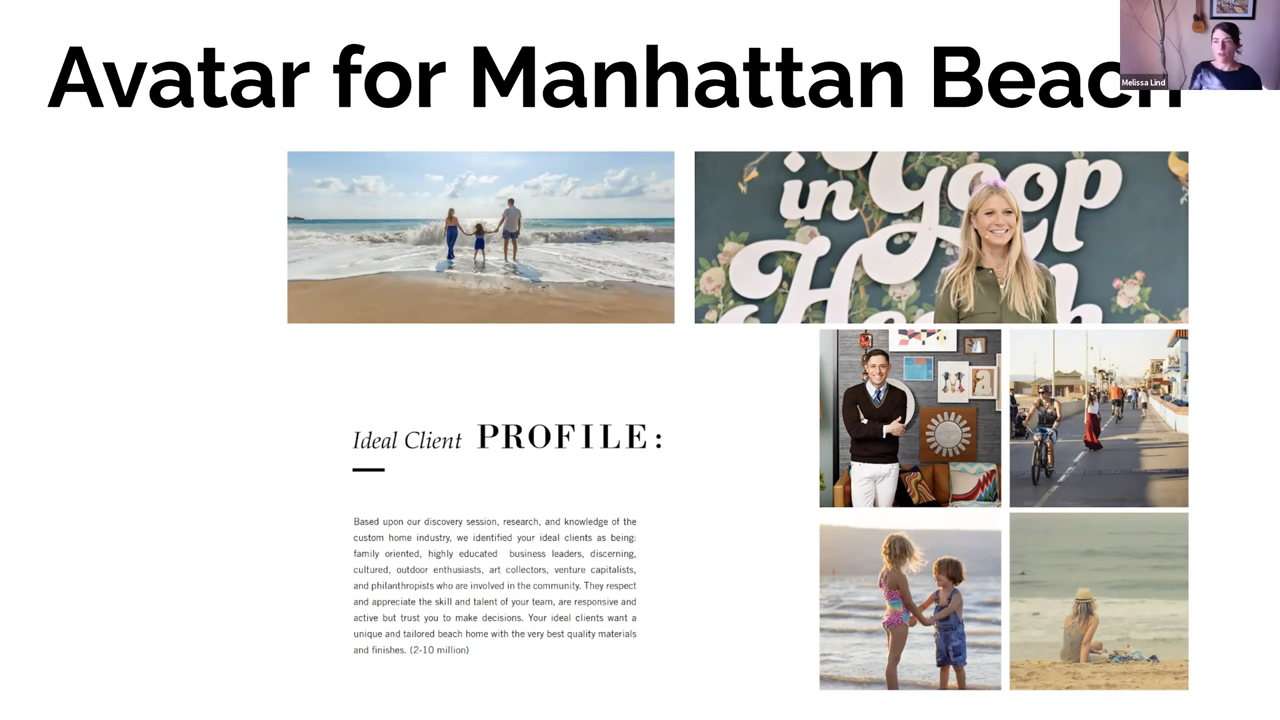 Avatar for Manhattan Beach
Melissa Lind
in Goop
Ideal Client PROFILE:
Based upon our discovery session, research, and knowledge of the
custom home industry, we identified your ideal clients as being:
family oriented, highly educated business leaders, discerning,
cultured, outdoor enthusiasts, art collectors, venture capitalists,
and philanthropists who are involved in the community. They respect
and appreciate the skill and talent of your team, are responsive and
active but trust you to make decisions. Your ideal clients want a
unique and tailored beach home with the very best quality materials
and finishes. (2-10 million)